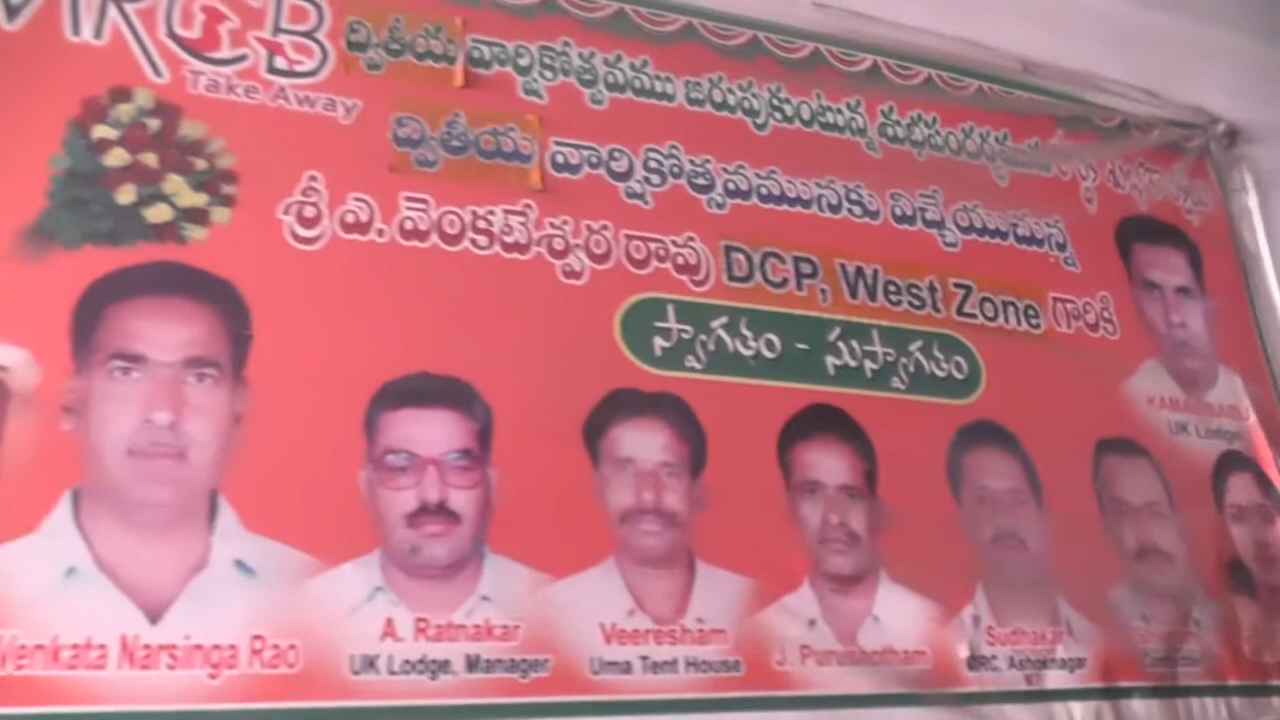 Take Away
ద్వితీయ వార్షికోత్సవము జరుపుకుంటున్న
ద్వితీయ వార్షికోత్సవమునకు విచ్చేయుచున్న
శ్రీ ఎ. వెంకటేశ్వర రావు DCP, West Zone గారికి
స్వాగతం - సుస్వాగతం
UK Lodge
Venkata Narsinga Rao
A. Ratnakar
UK Lodge, Manager
Veeresham
Uma Tent House
J. Purushotham
Sudhakar
Ashoknagar